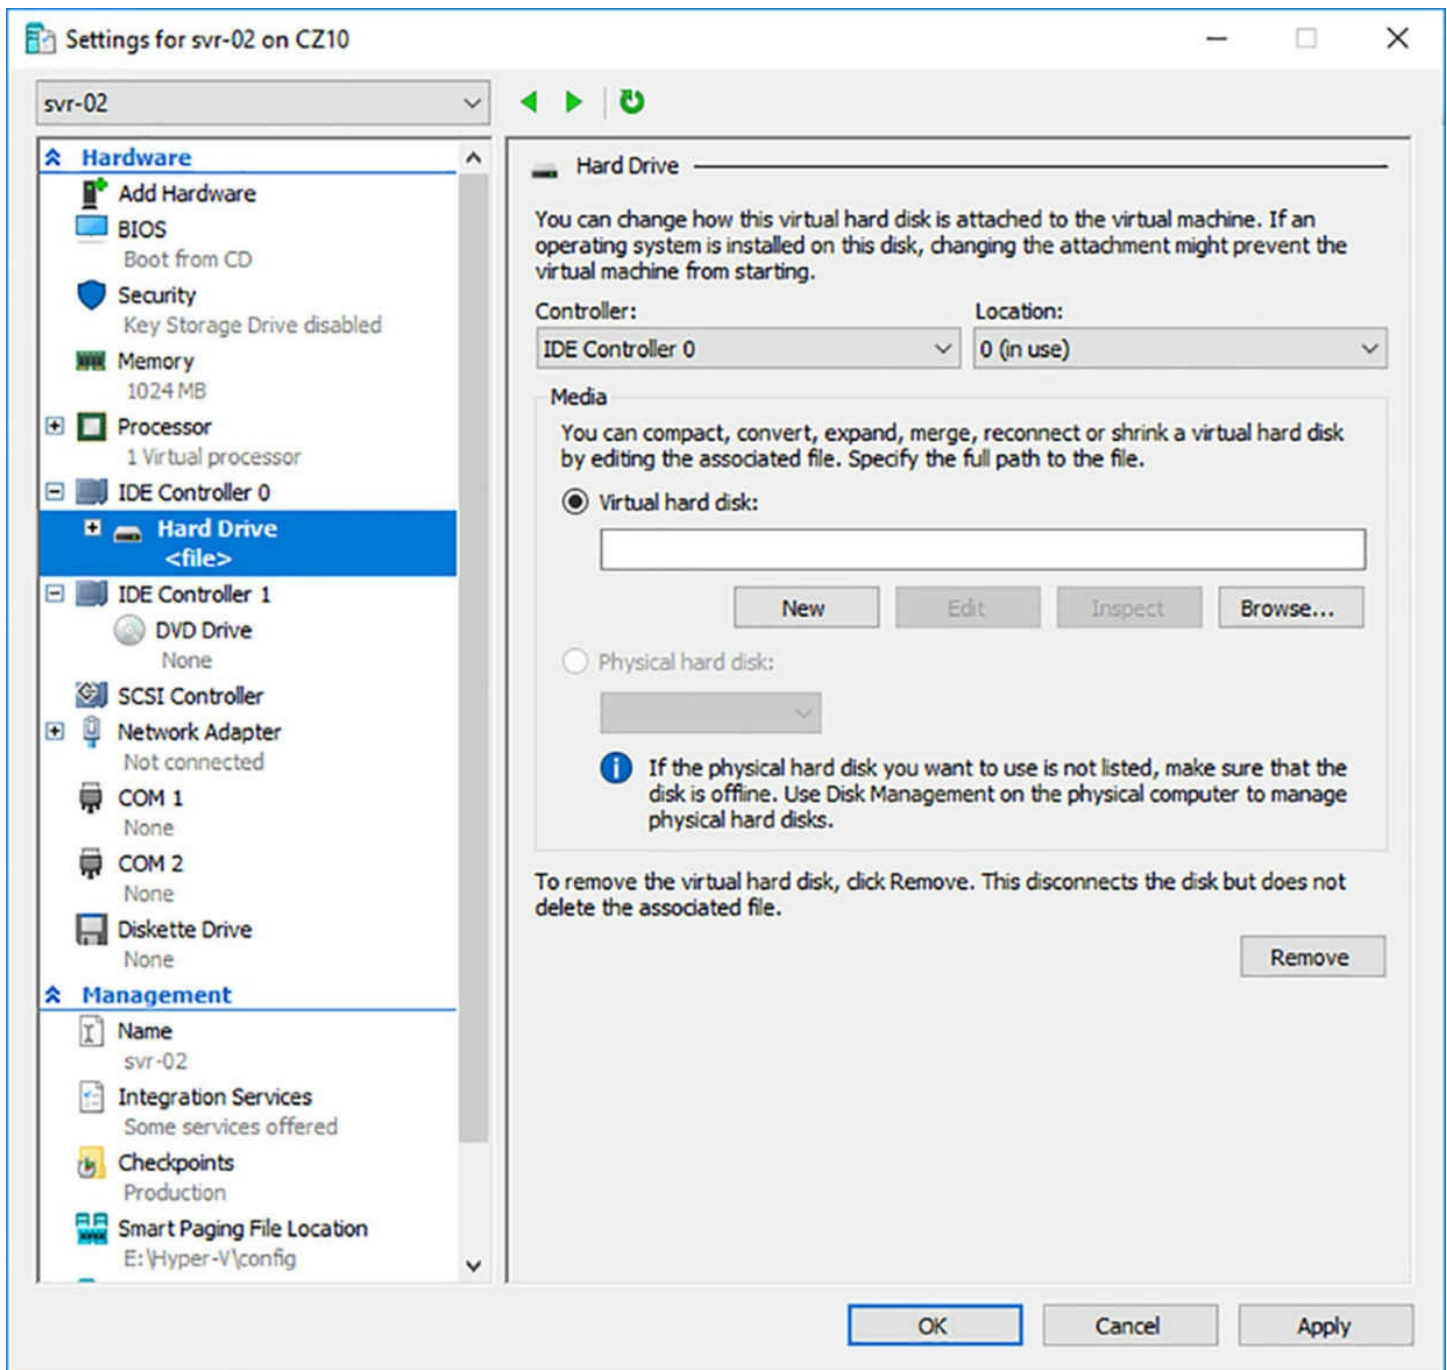 Settings for svr-02 on CZ10
svr-02
Hardware
Add Hardware
BIOS
Boot from CD
Security
Key Storage Drive disabled
Memory
1024 MB
Processor
1 Virtual processor
IDE Controller 0
Hard Drive
<file>
IDE Controller 1
DVD Drive
None
SCSI Controller
Network Adapter
Not connected
COM 1
None
COM 2
None
Diskette Drive
None
Management
Name
svr-02
Integration Services
Some services offered
Checkpoints
Production
Smart Paging File Location
E:\Hyper-V\config
Hard Drive
You can change how this virtual hard disk is attached to the virtual machine. If an
operating system is installed on this disk, changing the attachment might prevent the
virtual machine from starting.
Controller: Location:
IDE Controller 0 0 (in use)
Media
You can compact, convert, expand, merge, reconnect or shrink a virtual hard disk
by editing the associated file. Specify the full path to the file.
Virtual hard disk:
New Edit Inspect Browse...
Physical hard disk:
If the physical hard disk you want to use is not listed, make sure that the
disk is offline. Use Disk Management on the physical computer to manage
physical hard disks.
To remove the virtual hard disk, click Remove. This disconnects the disk but does not
delete the associated file.
Remove
OK Cancel Apply